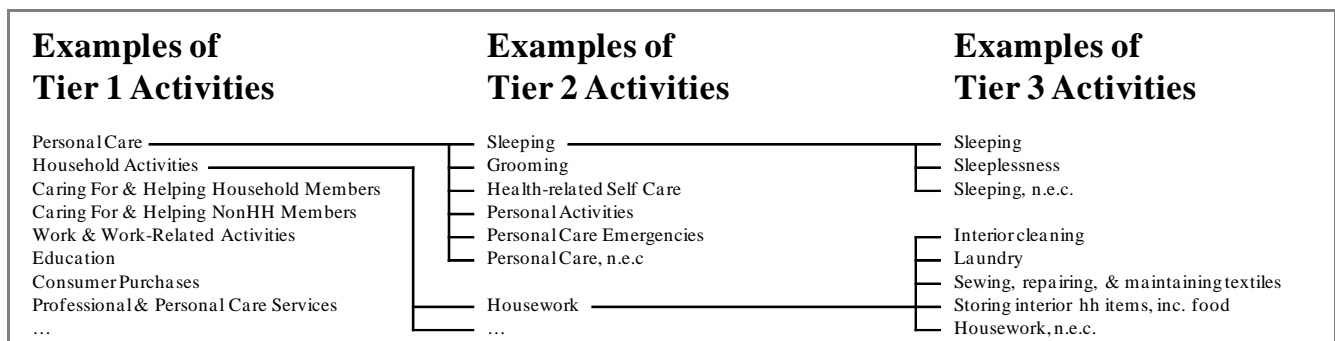 Examples of
Tier 1 Activities
Personal Care
Household Activities
Caring For & Helping Household Members
Caring For & Helping NonHH Members
Work & Work-Related Activities
Education
Consumer Purchases
Professional & Personal Care Services
…
Examples of
Tier 2 Activities
Sleeping
Grooming
Health-related Self Care
Personal Activities
Personal Care Emergencies
Personal Care, n.e.c
Housework
…
Examples of
Tier 3 Activities
Sleeping
Sleeplessness
Sleeping, n.e.c.
Interior cleaning
Laundry
Sewing, repairing, & maintaining textiles
Storing interior hh items, inc. food
Housework, n.e.c.